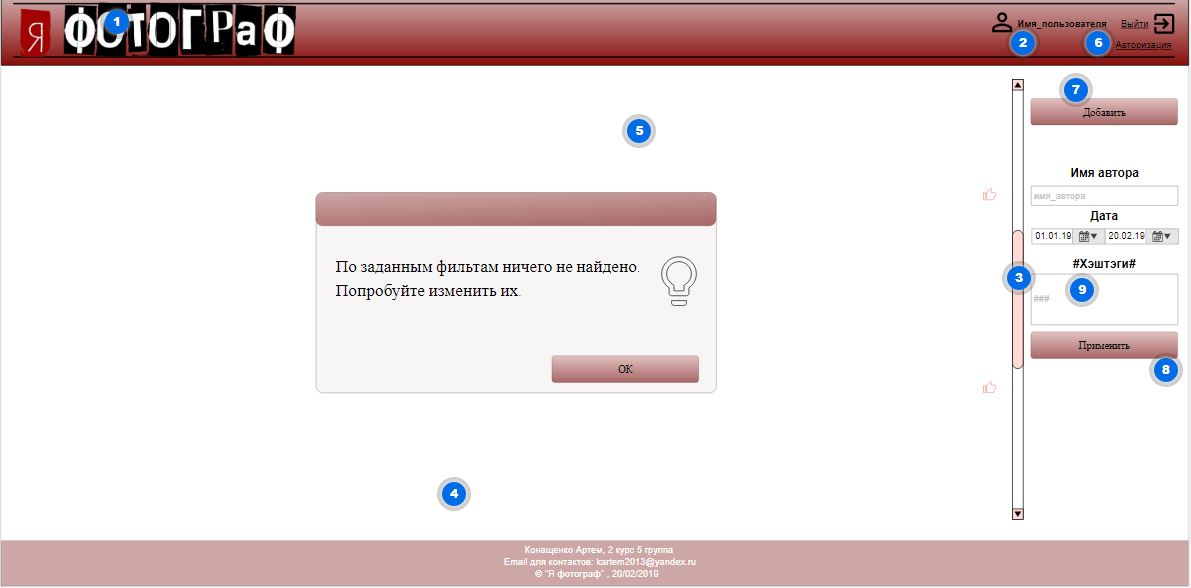 Я ФОТОГРаФ
1
Имя_пользователя
Выйти
2
6
Авторизация
7
Добавить
5
Имя автора
имя_автора
Дата
01.01.19
20.02.19
#Хэштэги#
3
9
###
По заданным фильтам ничего не найдено.
Попробуйте изменить их.
Применить
OK
8
4
Конащенко Артем, 2 курс 5 группа
Email для контактов: kartem2013@yandex.ru
© "Я фотограф" , 20/02/2019